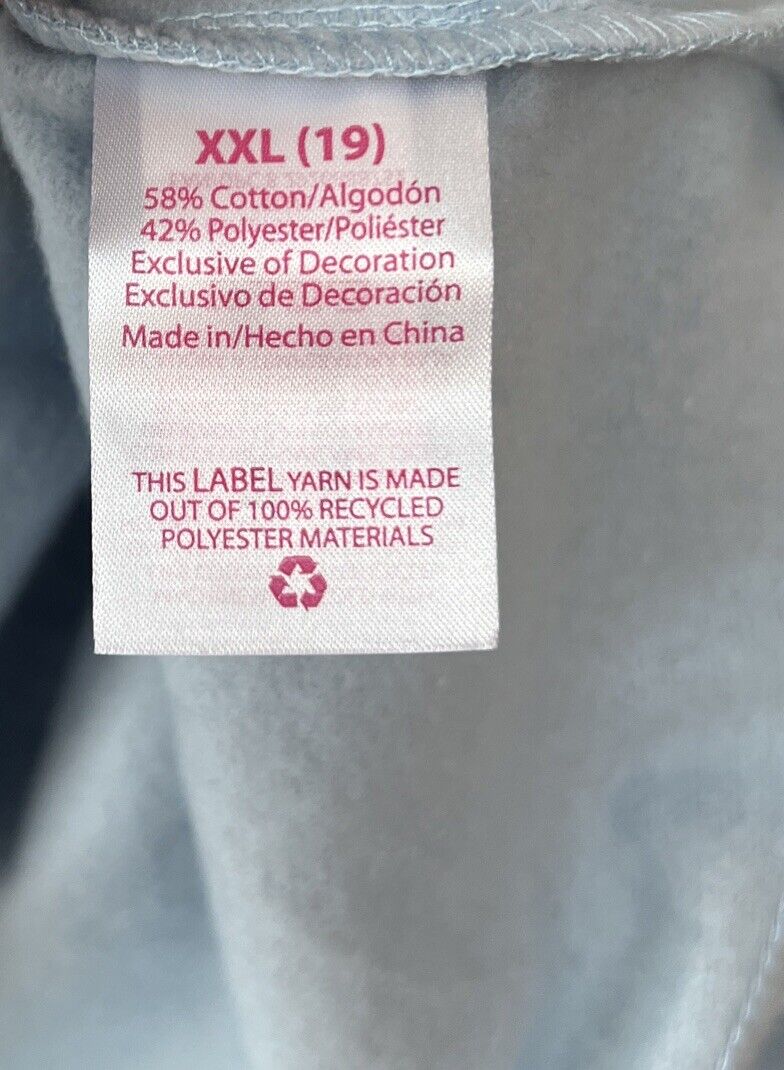 XXL (19)
58% Cotton/Algodón
42% Polyester/Poliéster
Exclusive of Decoration
Exclusivo de Decoración
Made in/Hecho en China
THIS LABEL YARN IS MADE
OUT OF 100% RECYCLED
POLYESTER MATERIALS